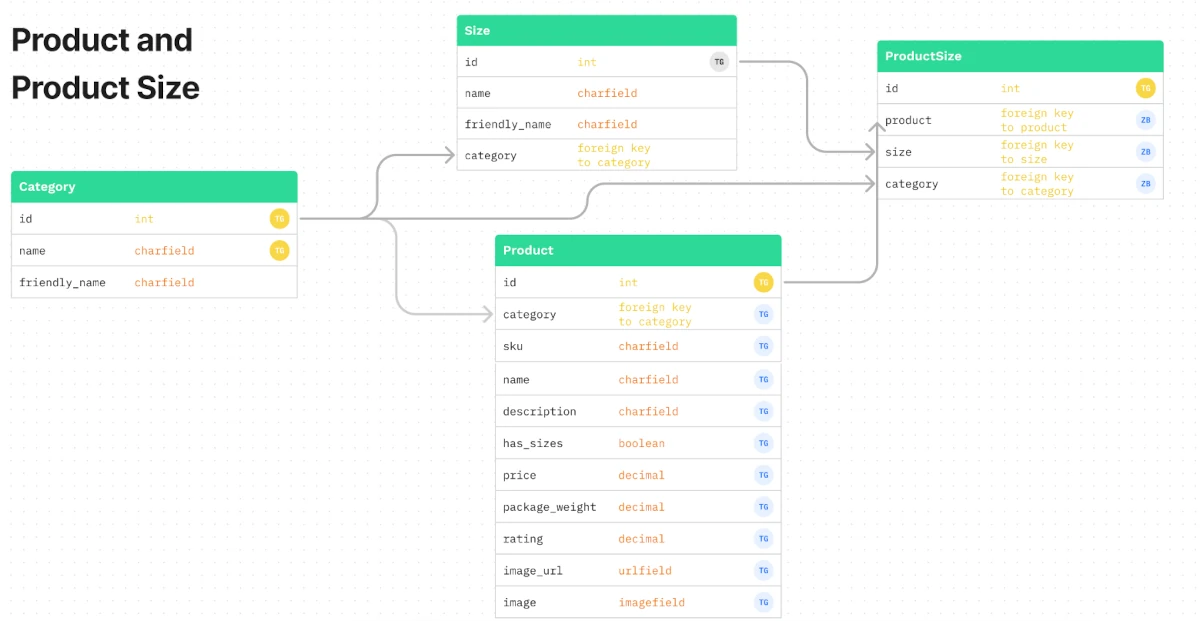 Product and
Product Size
Size
id int TG
name charfield
friendly_name charfield
category foreign key
to category
ProductSize
id int TG
product foreign key
to product ZB
size foreign key
to size ZB
category foreign key
to category ZB
Category
id int TG
name charfield TG
friendly_name charfield
Product
id int TG
category foreign key
to category TG
sku charfield TG
name charfield TG
description charfield TG
has_sizes boolean TG
price decimal TG
package_weight decimal TG
rating decimal TG
image_url urlfield TG
image imagefield TG